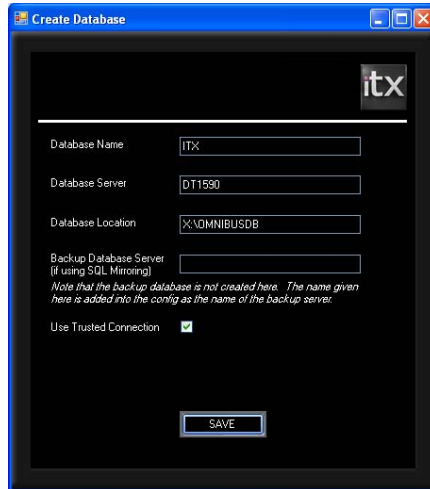 Create Database
itx
Database Name
ITX
Database Server
DT1590
Database Location
X:\OMNIBUSDB
Backup Database Server
(if using SQL Mirroring)
Note that the backup database is not created here. The name given
here is added into the config as the name of the backup server.
Use Trusted Connection
SAVE